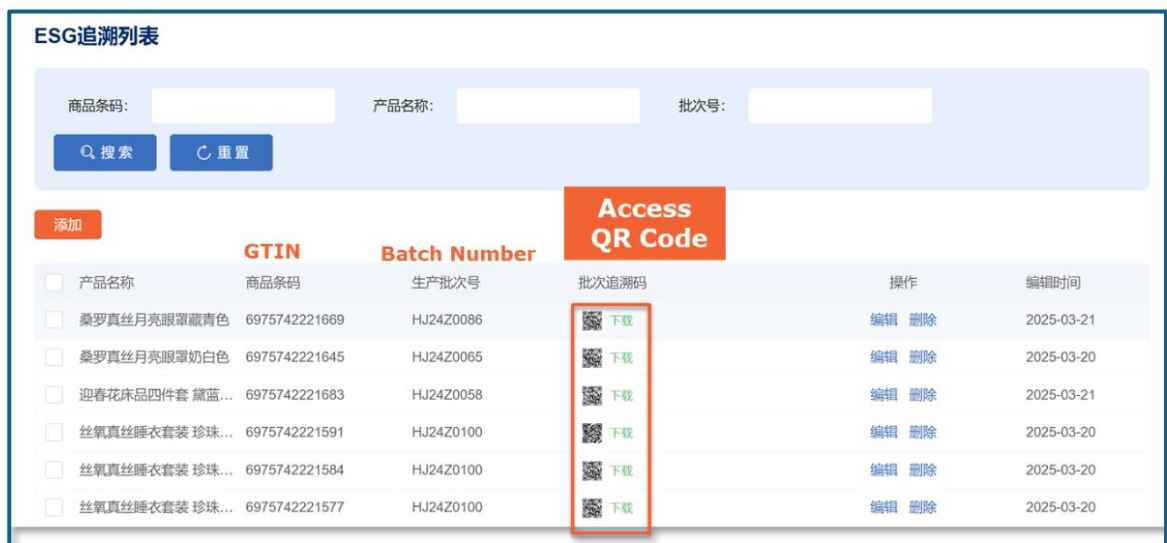 ESG追溯列表
商品条码: 产品名称: 批次号:
搜索 重置
添加
GTIN Batch Number Access QR Code
产品名称 商品条码 生产批次号 批次追溯码 操作 编辑时间
桑罗真丝月亮眼罩藏青色 6975742221669 HJ24Z0086 下载 编辑 删除 2025-03-21
桑罗真丝月亮眼罩奶白色 6975742221645 HJ24Z0065 下载 编辑 删除 2025-03-20
迎春花床品四件套 黛蓝... 6975742221683 HJ24Z0058 下载 编辑 删除 2025-03-21
丝氧真丝睡衣套装 珍珠... 6975742221591 HJ24Z0100 下载 编辑 删除 2025-03-20
丝氧真丝睡衣套装 珍珠... 6975742221584 HJ24Z0100 下载 编辑 删除 2025-03-20
丝氧真丝睡衣套装 珍珠... 6975742221577 HJ24Z0100 下载 编辑 删除 2025-03-20